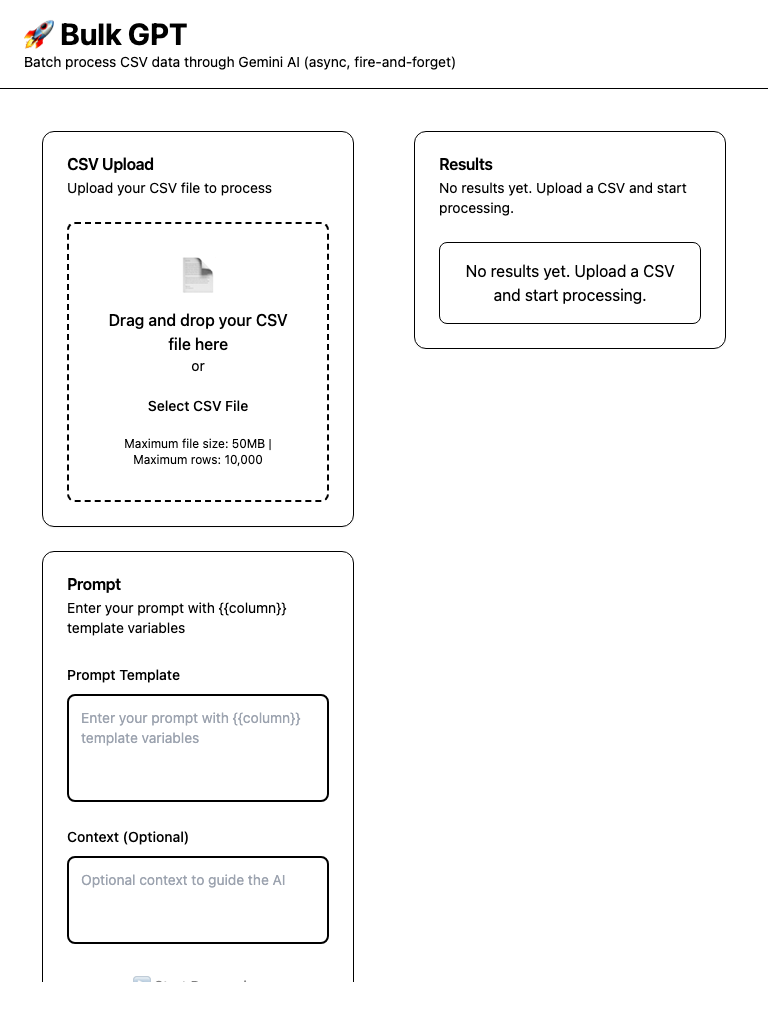 🚀 Bulk GPT
Batch process CSV data through Gemini AI (async, fire-and-forget)
CSV Upload
Upload your CSV file to process
Drag and drop your CSV
file here
or
Select CSV File
Maximum file size: 50MB |
Maximum rows: 10,000
Prompt
Enter your prompt with {{column}}
template variables
Prompt Template
Enter your prompt with {{column}}
template variables
Context (Optional)
Optional context to guide the AI
Results
No results yet. Upload a CSV and start
processing.
No results yet. Upload a CSV
and start processing.